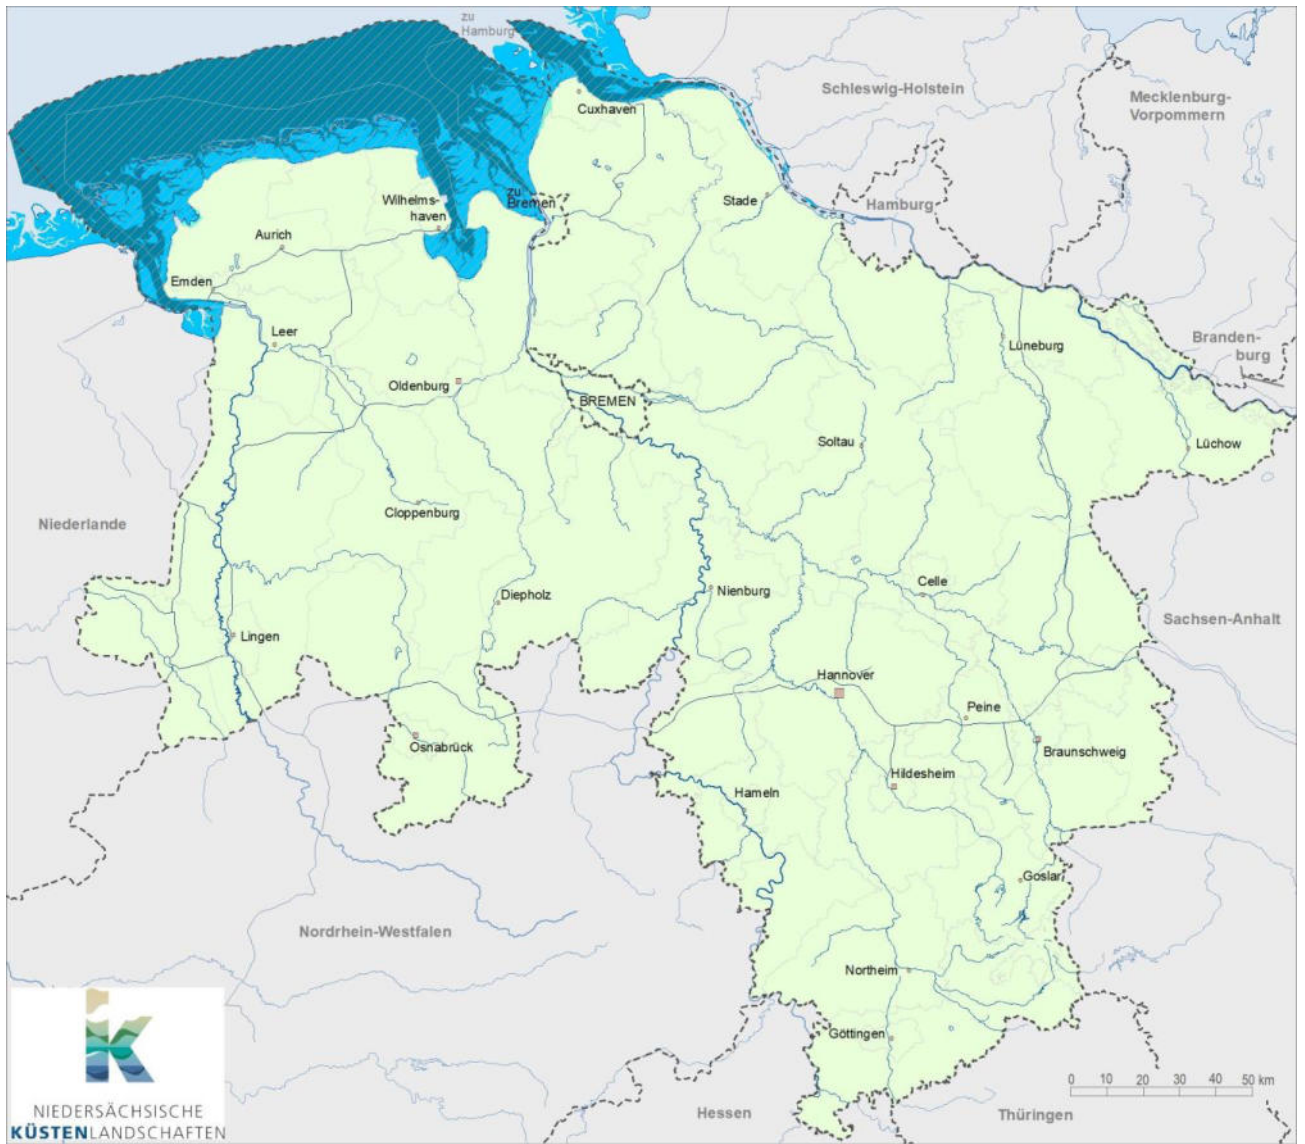 zu
Hamburg
Schleswig-Holstein
Mecklenburg-
Vorpommern
Cuxhaven
Wilhelms-
haven
zu
Bremen
Stade
Hamburg
Aurich
Emden
Leer
Lüneburg
Branden-
burg
Oldenburg
BREMEN
Soltau
Lüchow
Niederlande
Cloppenburg
Celle
Diepholz
Nienburg
Sachsen-Anhalt
Lingen
Hannover
Peine
Osnabrück
Braunschweig
Hildesheim
Hameln
Goslar
Nordrhein-Westfalen
Northeim
Göttingen
0 10 20 30 40 50 km
Hessen
Thüringen
NIEDERSÄCHSISCHE
KÜSTENLANDSCHAFTEN